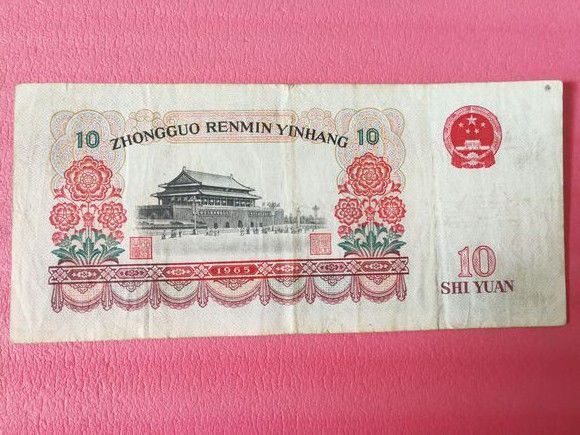 10 ZHONGGUO RENMIN YINHANG 10
1965
10
SHI YUAN